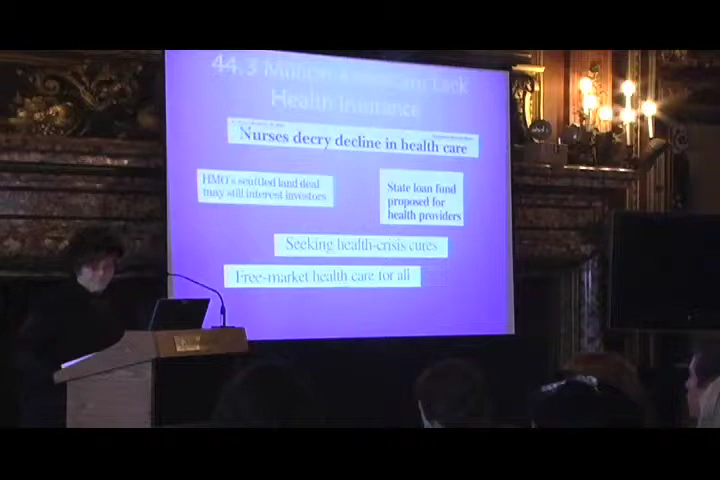 44.3 Million Americans Lack
Health Insurance
Nurses decry decline in health care
HMO's scuttled land deal
may still interest investors
State loan fund
proposed for
health providers
Seeking health-crisis cures
Free-market health care for all